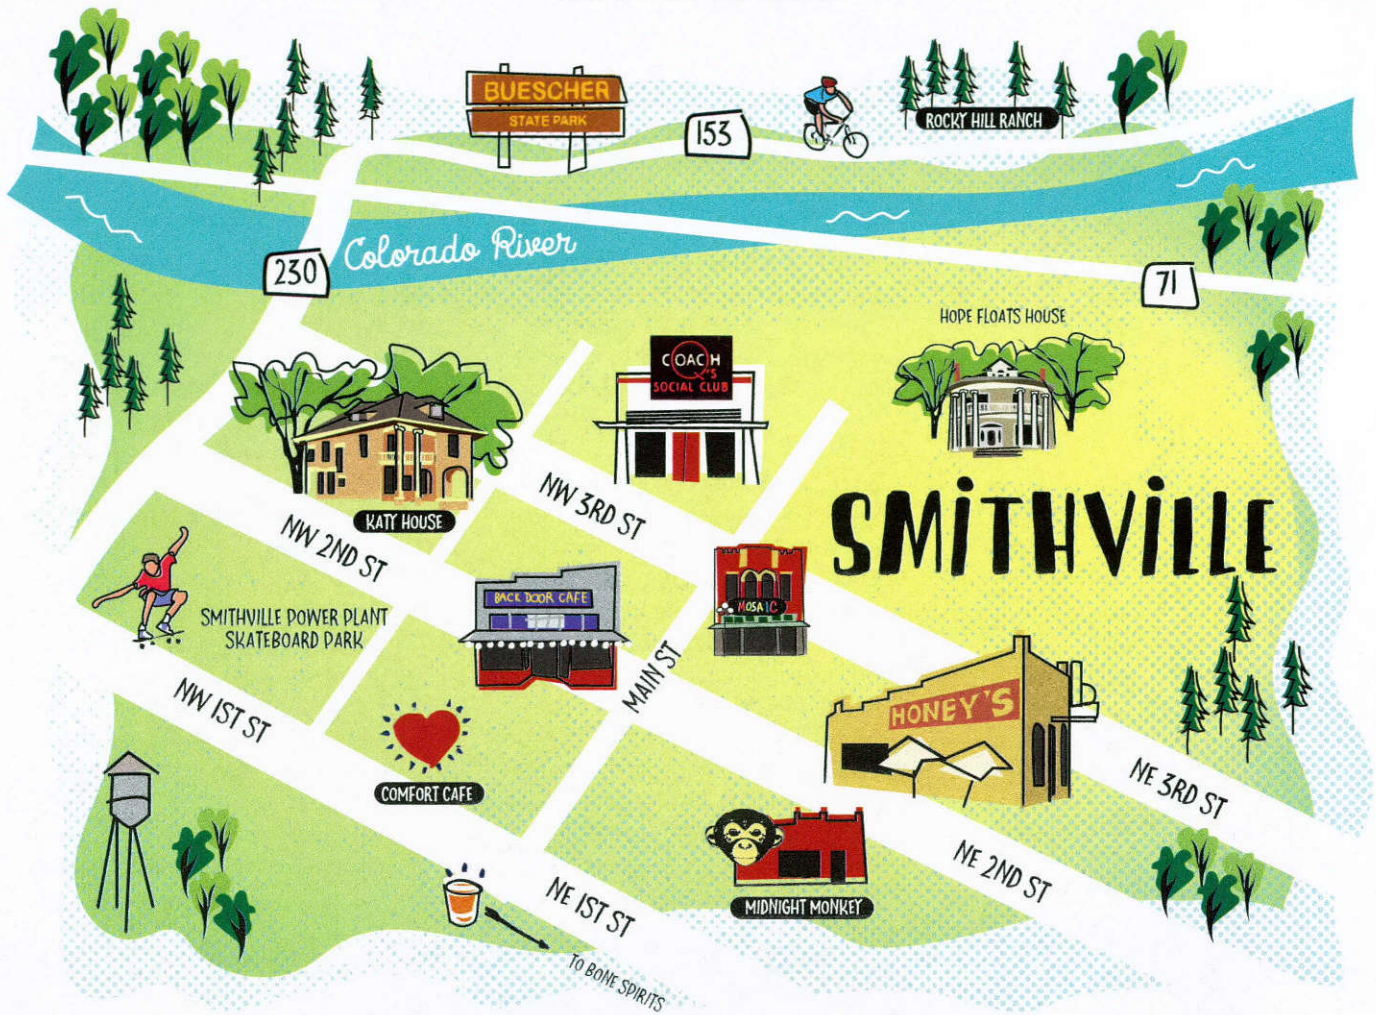 BUESCHER
STATE PARK
153
ROCKY HILL RANCH
Colorado River
230
71
HOPE FLOATS HOUSE
COACH
Q'S
SOCIAL CLUB
SMiTHViLLE
KATY HOUSE
NW 3RD ST
NW 2ND ST
BACK DOOR CAFE
MOSAIC
SMITHVILLE POWER PLANT
SKATEBOARD PARK
MAIN ST
NW 1ST ST
HONEY'S
COMFORT CAFE
NE 3RD ST
NE 2ND ST
MIDNIGHT MONKEY
NE 1ST ST
TO BONE SPIRITS